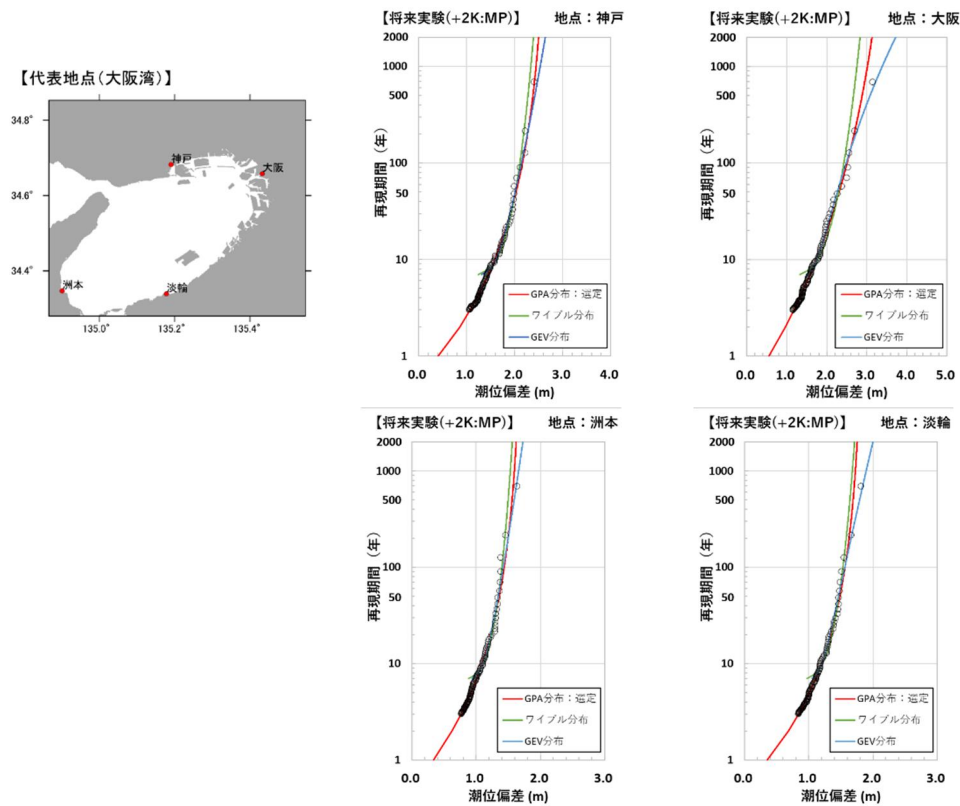 【代表地点(大阪湾)】
34.8°
34.6°
34.4°
135.0°
135.2°
135.4°
神戸
大阪
洲本
淡輪
【将来実験(+2K:MP)】 地点：神戸
再現期間（年）
2000
1000
500
100
50
10
1
0.0 1.0 2.0 3.0 4.0
潮位偏差 (m)
GPA分布：選定
ワイブル分布
GEV分布
【将来実験(+2K:MP)】 地点：大阪
再現期間（年）
2000
1000
500
100
50
10
1
0.0 1.0 2.0 3.0 4.0 5.0
潮位偏差 (m)
GPA分布：選定
ワイブル分布
GEV分布
【将来実験(+2K:MP)】 地点：洲本
再現期間（年）
2000
1000
500
100
50
10
1
0.0 1.0 2.0 3.0
潮位偏差 (m)
GPA分布：選定
ワイブル分布
GEV分布
【将来実験(+2K:MP)】 地点：淡輪
再現期間（年）
2000
1000
500
100
50
10
1
0.0 1.0 2.0 3.0
潮位偏差 (m)
GPA分布：選定
ワイブル分布
GEV分布